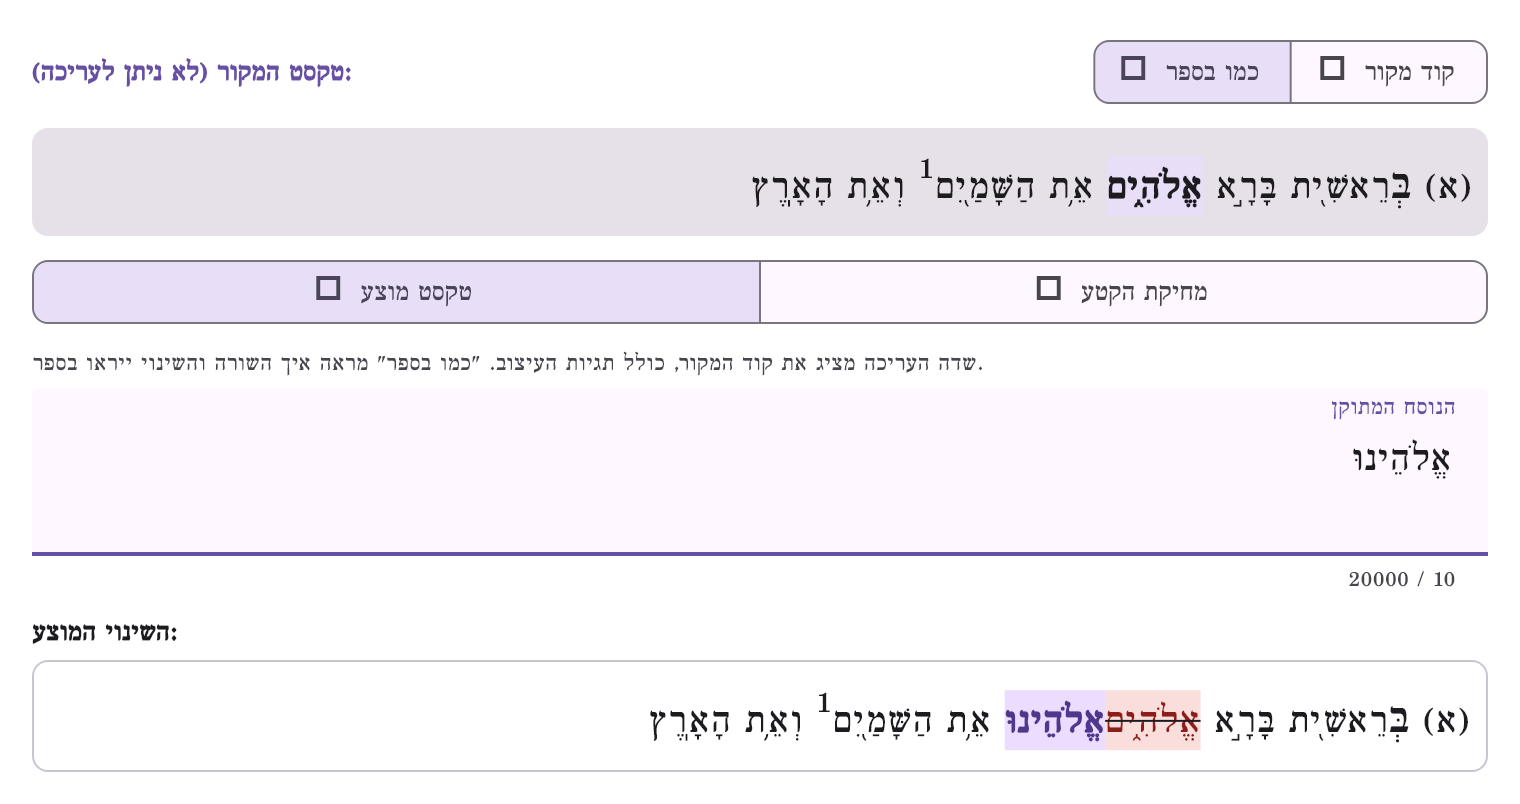 טקסט המקור (לא ניתן לעריכה):
קוד מקור
כמו בספר
(א) בְּרֵאשִׁ֖ית בָּרָ֣א אֱלֹהִ֑ים אֵ֥ת הַשָּׁמַ֖יִם1 וְאֵ֥ת הָאָֽרֶץ
מחיקת הקטע
טקסט מוצע
שדה העריכה מציג את קוד המקור, כולל תגיות העיצוב. "כמו בספר" מראה איך השורה והשינוי ייראו בספר.
הנוסח המתוקן
אֱלֹהֵינוּ
10 / 20000
השינוי המוצע:
(א) בְּרֵאשִׁ֖ית בָּרָ֣א אֱלֹהִ֑יםאֱלֹהֵינוּ אֵ֥ת הַשָּׁמַ֖יִם1 וְאֵ֥ת הָאָֽרֶץ